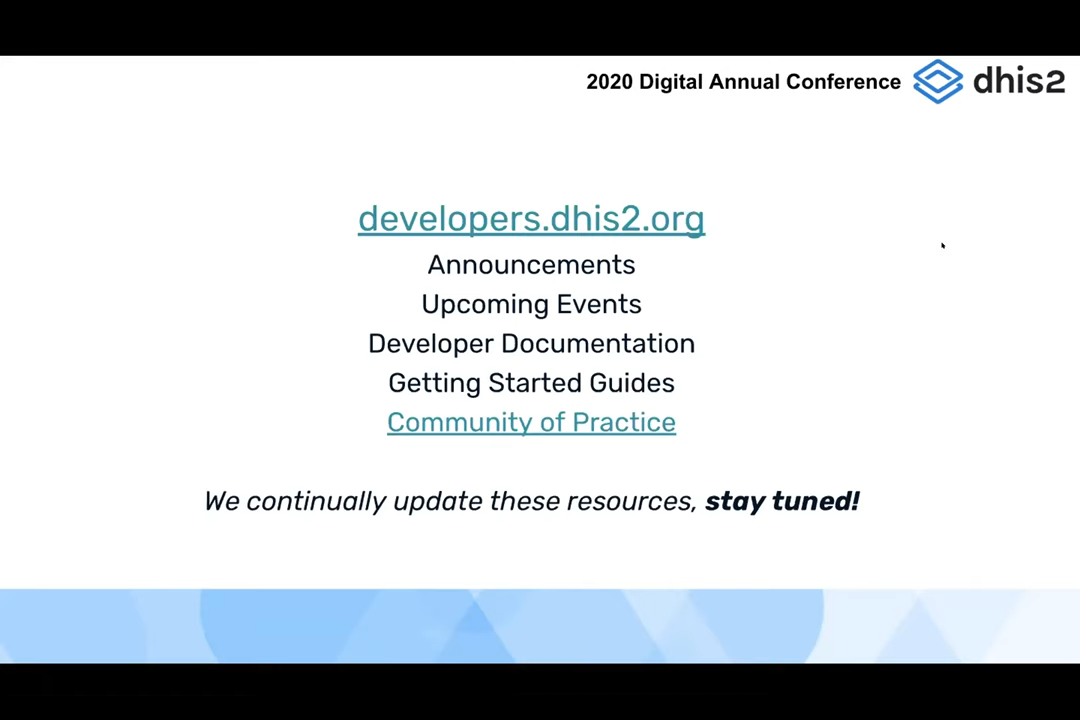 2020 Digital Annual Conference dhis2
developers.dhis2.org
Announcements
Upcoming Events
Developer Documentation
Getting Started Guides
Community of Practice
We continually update these resources, stay tuned!